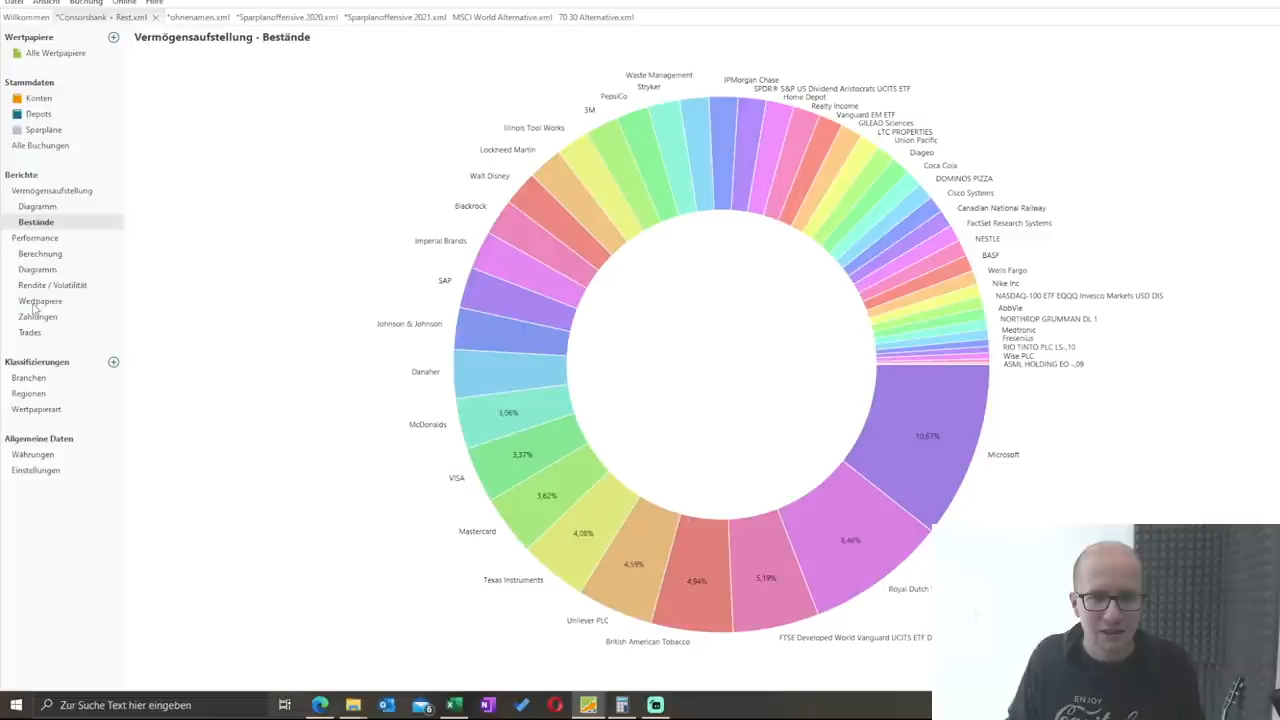 Datei Ansicht Buchung Online Hilfe
Willkommen *Consorsbank + Rest.xml *ohnenamen.xml *Sparplanoffensive 2020.xml *Sparplanoffensive 2021.xml MSCI World Alternative.xml 70 30 Alternative.xml
Wertpapiere
Alle Wertpapiere
Stammdaten
Konten
Depots
Sparpläne
Alle Buchungen
Berichte
Vermögensaufstellung
Diagramm
Bestände
Performance
Berechnung
Diagramm
Rendite / Volatilität
Wertpapiere
Zahlungen
Trades
Klassifizierungen
Branchen
Regionen
Wertpapierart
Allgemeine Daten
Währungen
Einstellungen
Vermögensaufstellung - Bestände
Waste Management
Stryker
PepsiCo
3M
Illinois Tool Works
Lockheed Martin
Walt Disney
Blackrock
Imperial Brands
SAP
Johnson & Johnson
Danaher
McDonalds
VISA
Mastercard
Texas Instruments
Unilever PLC
British American Tobacco
JPMorgan Chase
SPDR® S&P US Dividend Aristocrats UCITS ETF
Home Depot
Realty Income
Vanguard EM ETF
GILEAD Sciences
LTC PROPERTIES
Union Pacific
Diageo
Coca Cola
DOMINOS PIZZA
Cisco Systems
Canadian National Railway
FactSet Research Systems
NESTLE
BASF
Wells Fargo
Nike Inc
NASDAQ-100 ETF EQQQ Invesco Markets USD DIS
AbbVie
NORTHROP GRUMMAN DL 1
Medtronic
Fresenius
RIO TINTO PLC LS-,10
Wise PLC
ASML HOLDING EO -,09
Microsoft
Royal Dutch
FTSE Developed World Vanguard UCITS ETF D
3,06%
3,37%
3,62%
4,08%
4,59%
4,94%
5,19%
8,46%
10,67%
ENJOY
Zur Suche Text hier eingeben
6